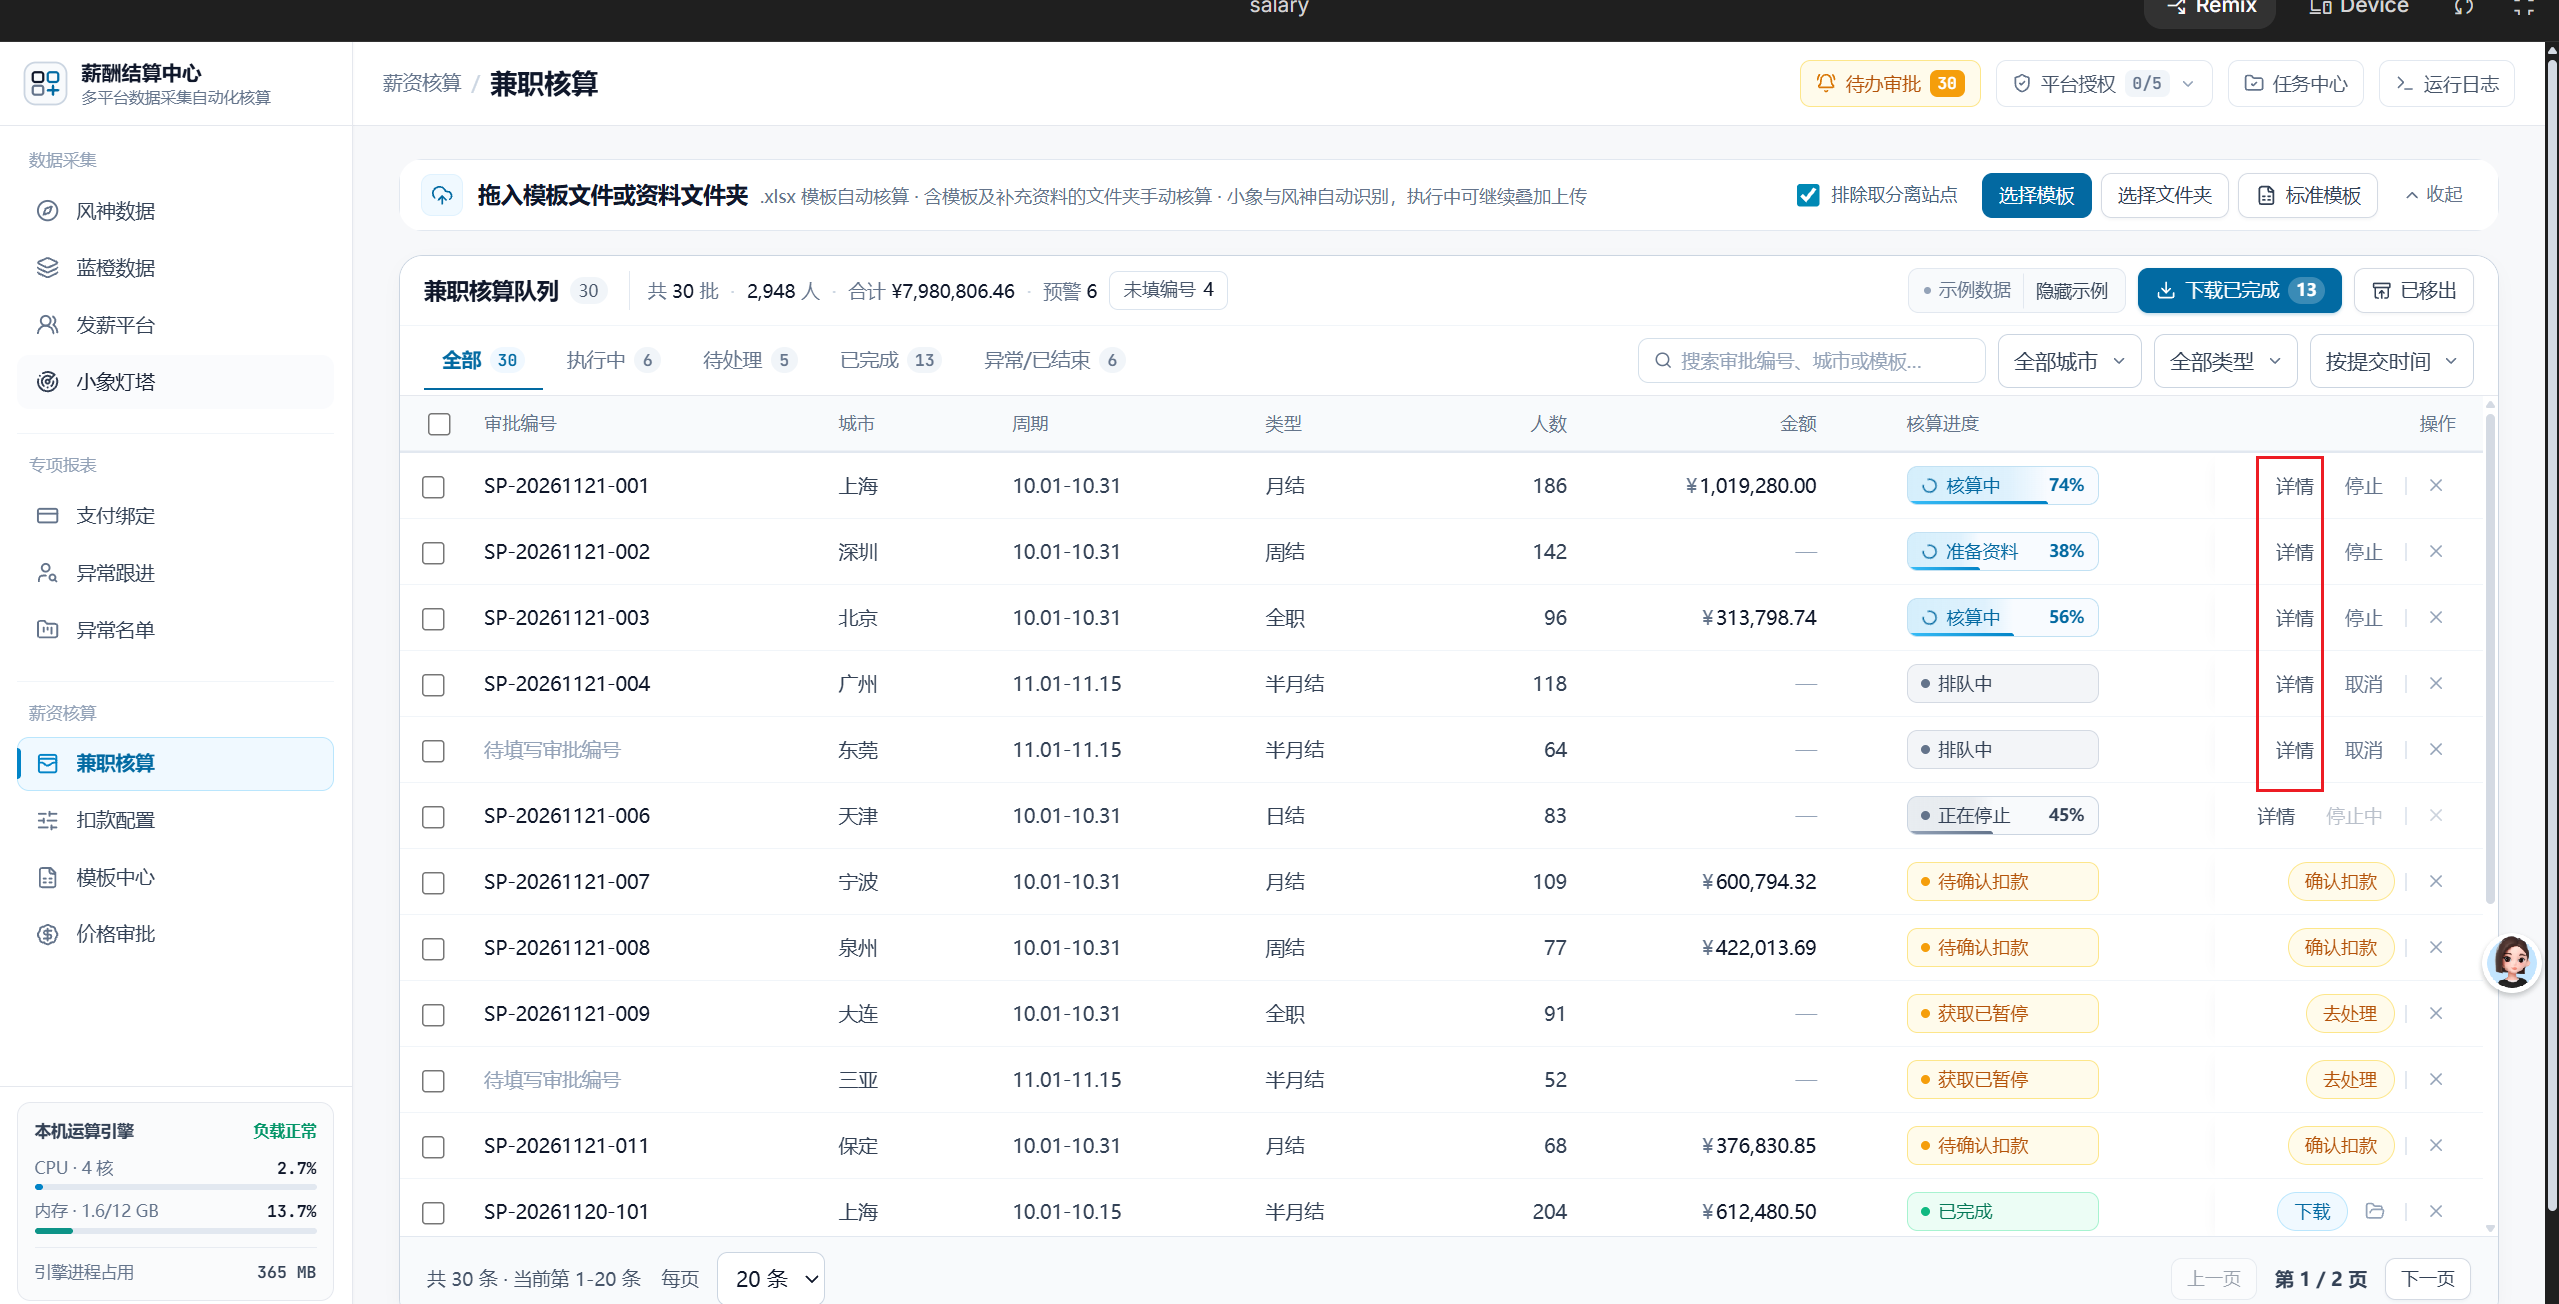 salary
Remix
Device
薪酬结算中心
多平台数据采集自动化核算
薪资核算 / 兼职核算
待办审批 30
平台授权 0/5
任务中心
运行日志
数据采集
风神数据
蓝橙数据
发薪平台
小象灯塔
专项报表
支付绑定
异常跟进
异常名单
薪资核算
兼职核算
扣款配置
模板中心
价格审批
本机运算引擎 负载正常
CPU · 4 核 2.7%
内存 · 1.6/12 GB 13.7%
引擎进程占用 365 MB
拖入模板文件或资料文件夹 .xlsx 模板自动核算 · 含模板及补充资料的文件夹手动核算 · 小象与风神自动识别，执行中可继续叠加上传
排除取分离站点
选择模板
选择文件夹
标准模板
收起
兼职核算队列 30 共 30 批 · 2,948 人 · 合计 ¥7,980,806.46 · 预警 6 未填编号 4
示例数据 隐藏示例
下载已完成 13
已移出
全部 30 执行中 6 待处理 5 已完成 13 异常/已结束 6
搜索审批编号、城市或模板...
全部城市
全部类型
按提交时间
审批编号 城市 周期 类型 人数 金额 核算进度 操作
SP-20261121-001 上海 10.01-10.31 月结 186 ¥1,019,280.00 核算中 74% 详情 停止 ×
SP-20261121-002 深圳 10.01-10.31 周结 142 — 准备资料 38% 详情 停止 ×
SP-20261121-003 北京 10.01-10.31 全职 96 ¥313,798.74 核算中 56% 详情 停止 ×
SP-20261121-004 广州 11.01-11.15 半月结 118 — 排队中 详情 取消 ×
待填写审批编号 东莞 11.01-11.15 半月结 64 — 排队中 详情 取消 ×
SP-20261121-006 天津 10.01-10.31 日结 83 — 正在停止 45% 详情 停止中 ×
SP-20261121-007 宁波 10.01-10.31 月结 109 ¥600,794.32 待确认扣款 确认扣款 ×
SP-20261121-008 泉州 10.01-10.31 周结 77 ¥422,013.69 待确认扣款 确认扣款 ×
SP-20261121-009 大连 10.01-10.31 全职 91 — 获取已暂停 去处理 ×
待填写审批编号 三亚 11.01-11.15 半月结 52 — 获取已暂停 去处理 ×
SP-20261121-011 保定 10.01-10.31 月结 68 ¥376,830.85 待确认扣款 确认扣款 ×
SP-20261120-101 上海 10.01-10.15 半月结 204 ¥612,480.50 已完成 下载 ×
共 30 条 · 当前第 1-20 条 每页 20 条
上一页 第 1 / 2 页 下一页